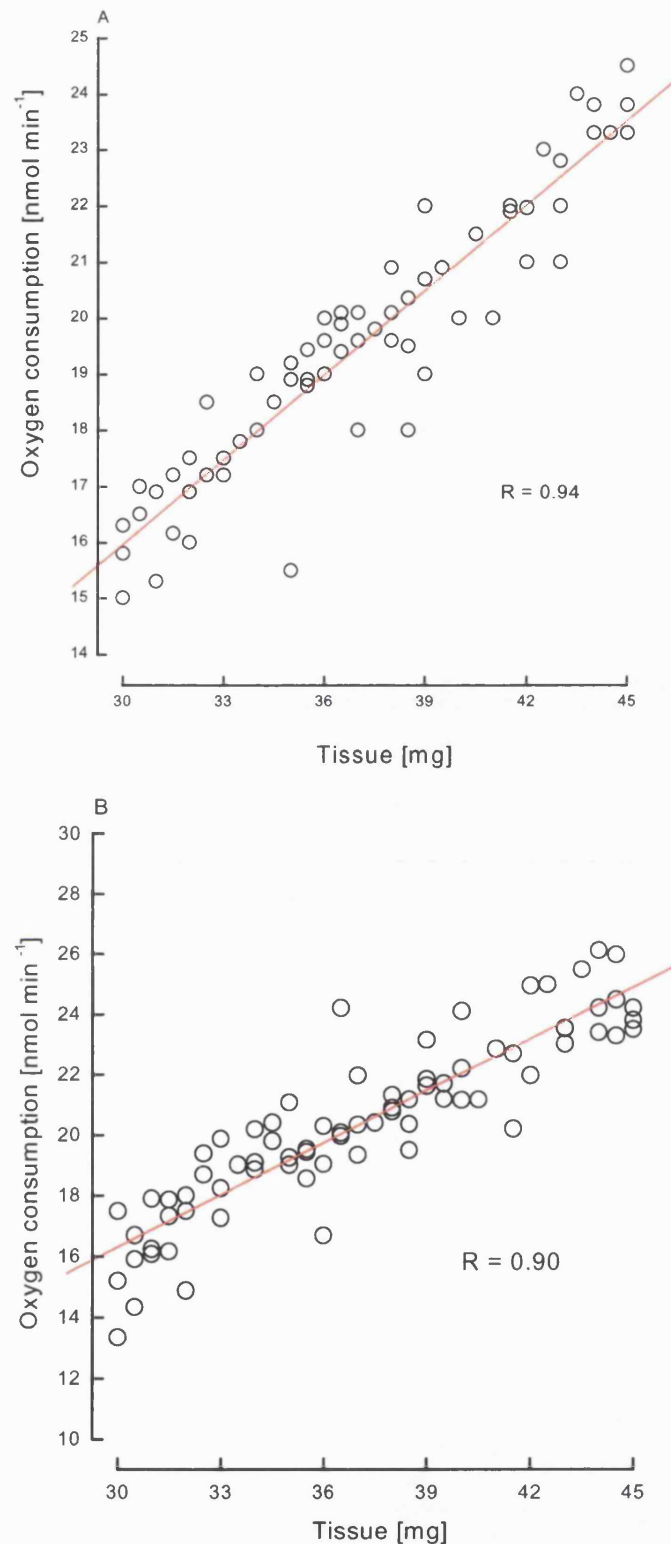 A
25
24
23
22
21
20
19
18
17
16
15
14
Oxygen consumption [nmol min⁻¹]
R = 0.94
30 33 36 39 42 45
Tissue [mg]
B
30
28
26
24
22
20
18
16
14
12
10
Oxygen consumption [nmol min⁻¹]
R = 0.90
30 33 36 39 42 45
Tissue [mg]